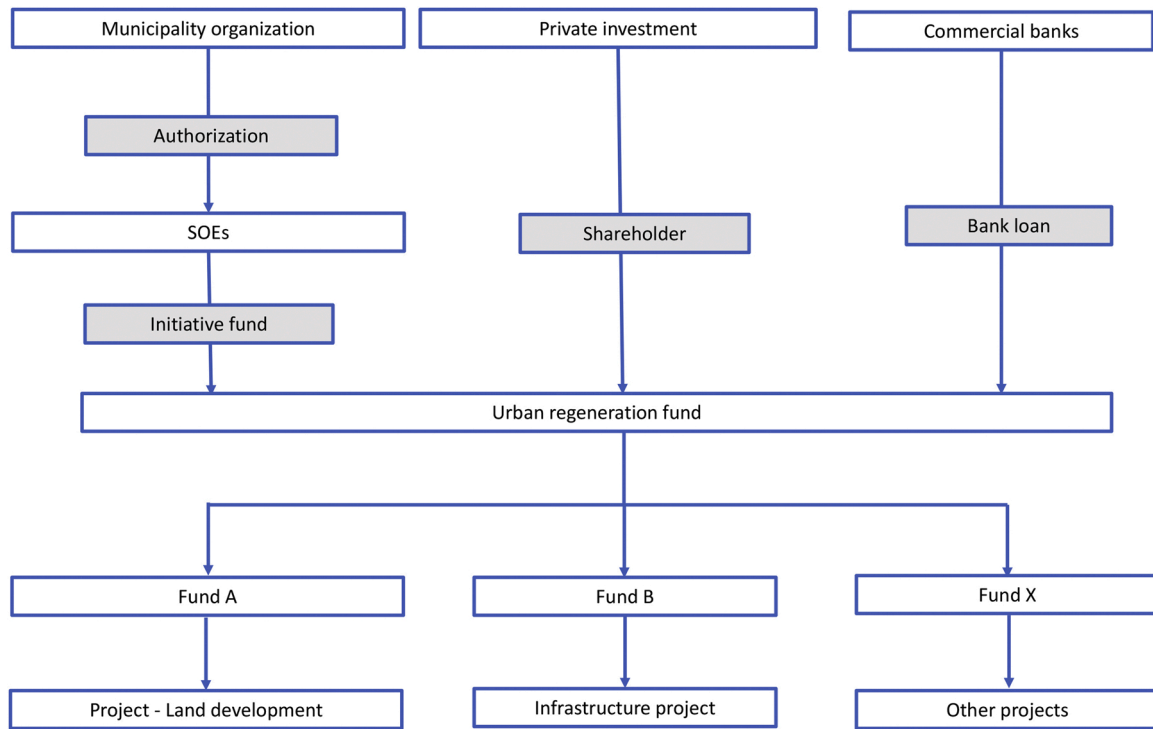 Municipality organization
Private investment
Commercial banks
Authorization
SOEs
Shareholder
Bank loan
Initiative fund
Urban regeneration fund
Fund A
Fund B
Fund X
Project - Land development
Infrastructure project
Other projects